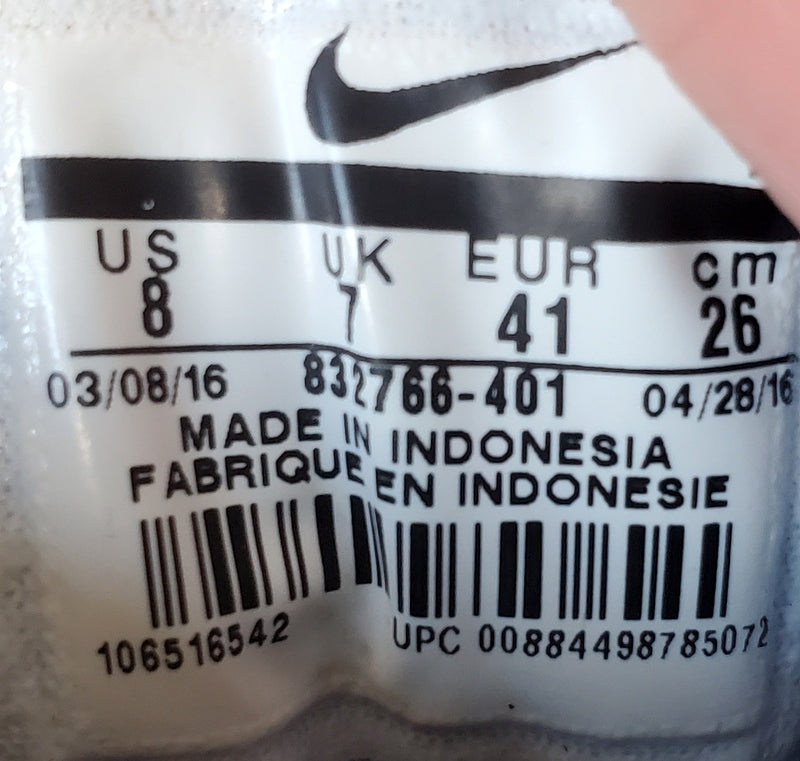 US UK EUR cm
8 7 41 26
03/08/16 832766-401 04/28/16
MADE IN INDONESIA
FABRIQUE EN INDONESIE
106516542 UPC 00884498785072